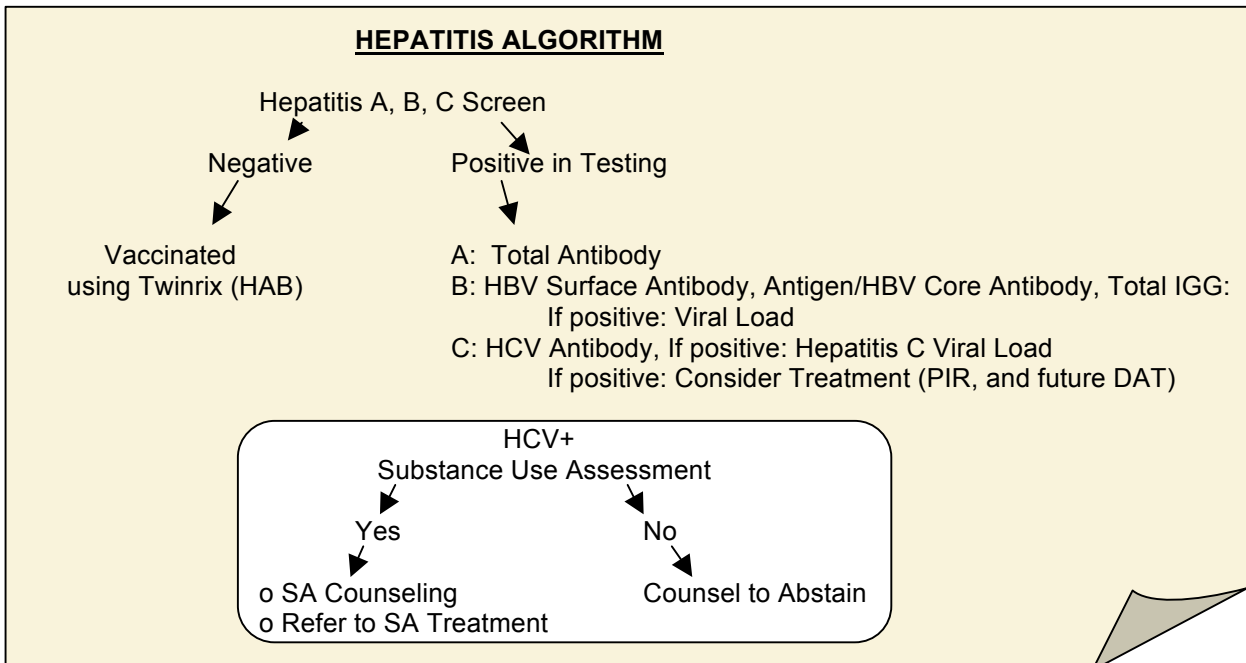 HEPATITIS ALGORITHM
Hepatitis A, B, C Screen
Negative
Positive in Testing
Vaccinated
using Twinrix (HAB)
A: Total Antibody
B: HBV Surface Antibody, Antigen/HBV Core Antibody, Total IGG:
If positive: Viral Load
C: HCV Antibody, If positive: Hepatitis C Viral Load
If positive: Consider Treatment (PIR, and future DAT)
HCV+
Substance Use Assessment
Yes
No
o SA Counseling
o Refer to SA Treatment
Counsel to Abstain